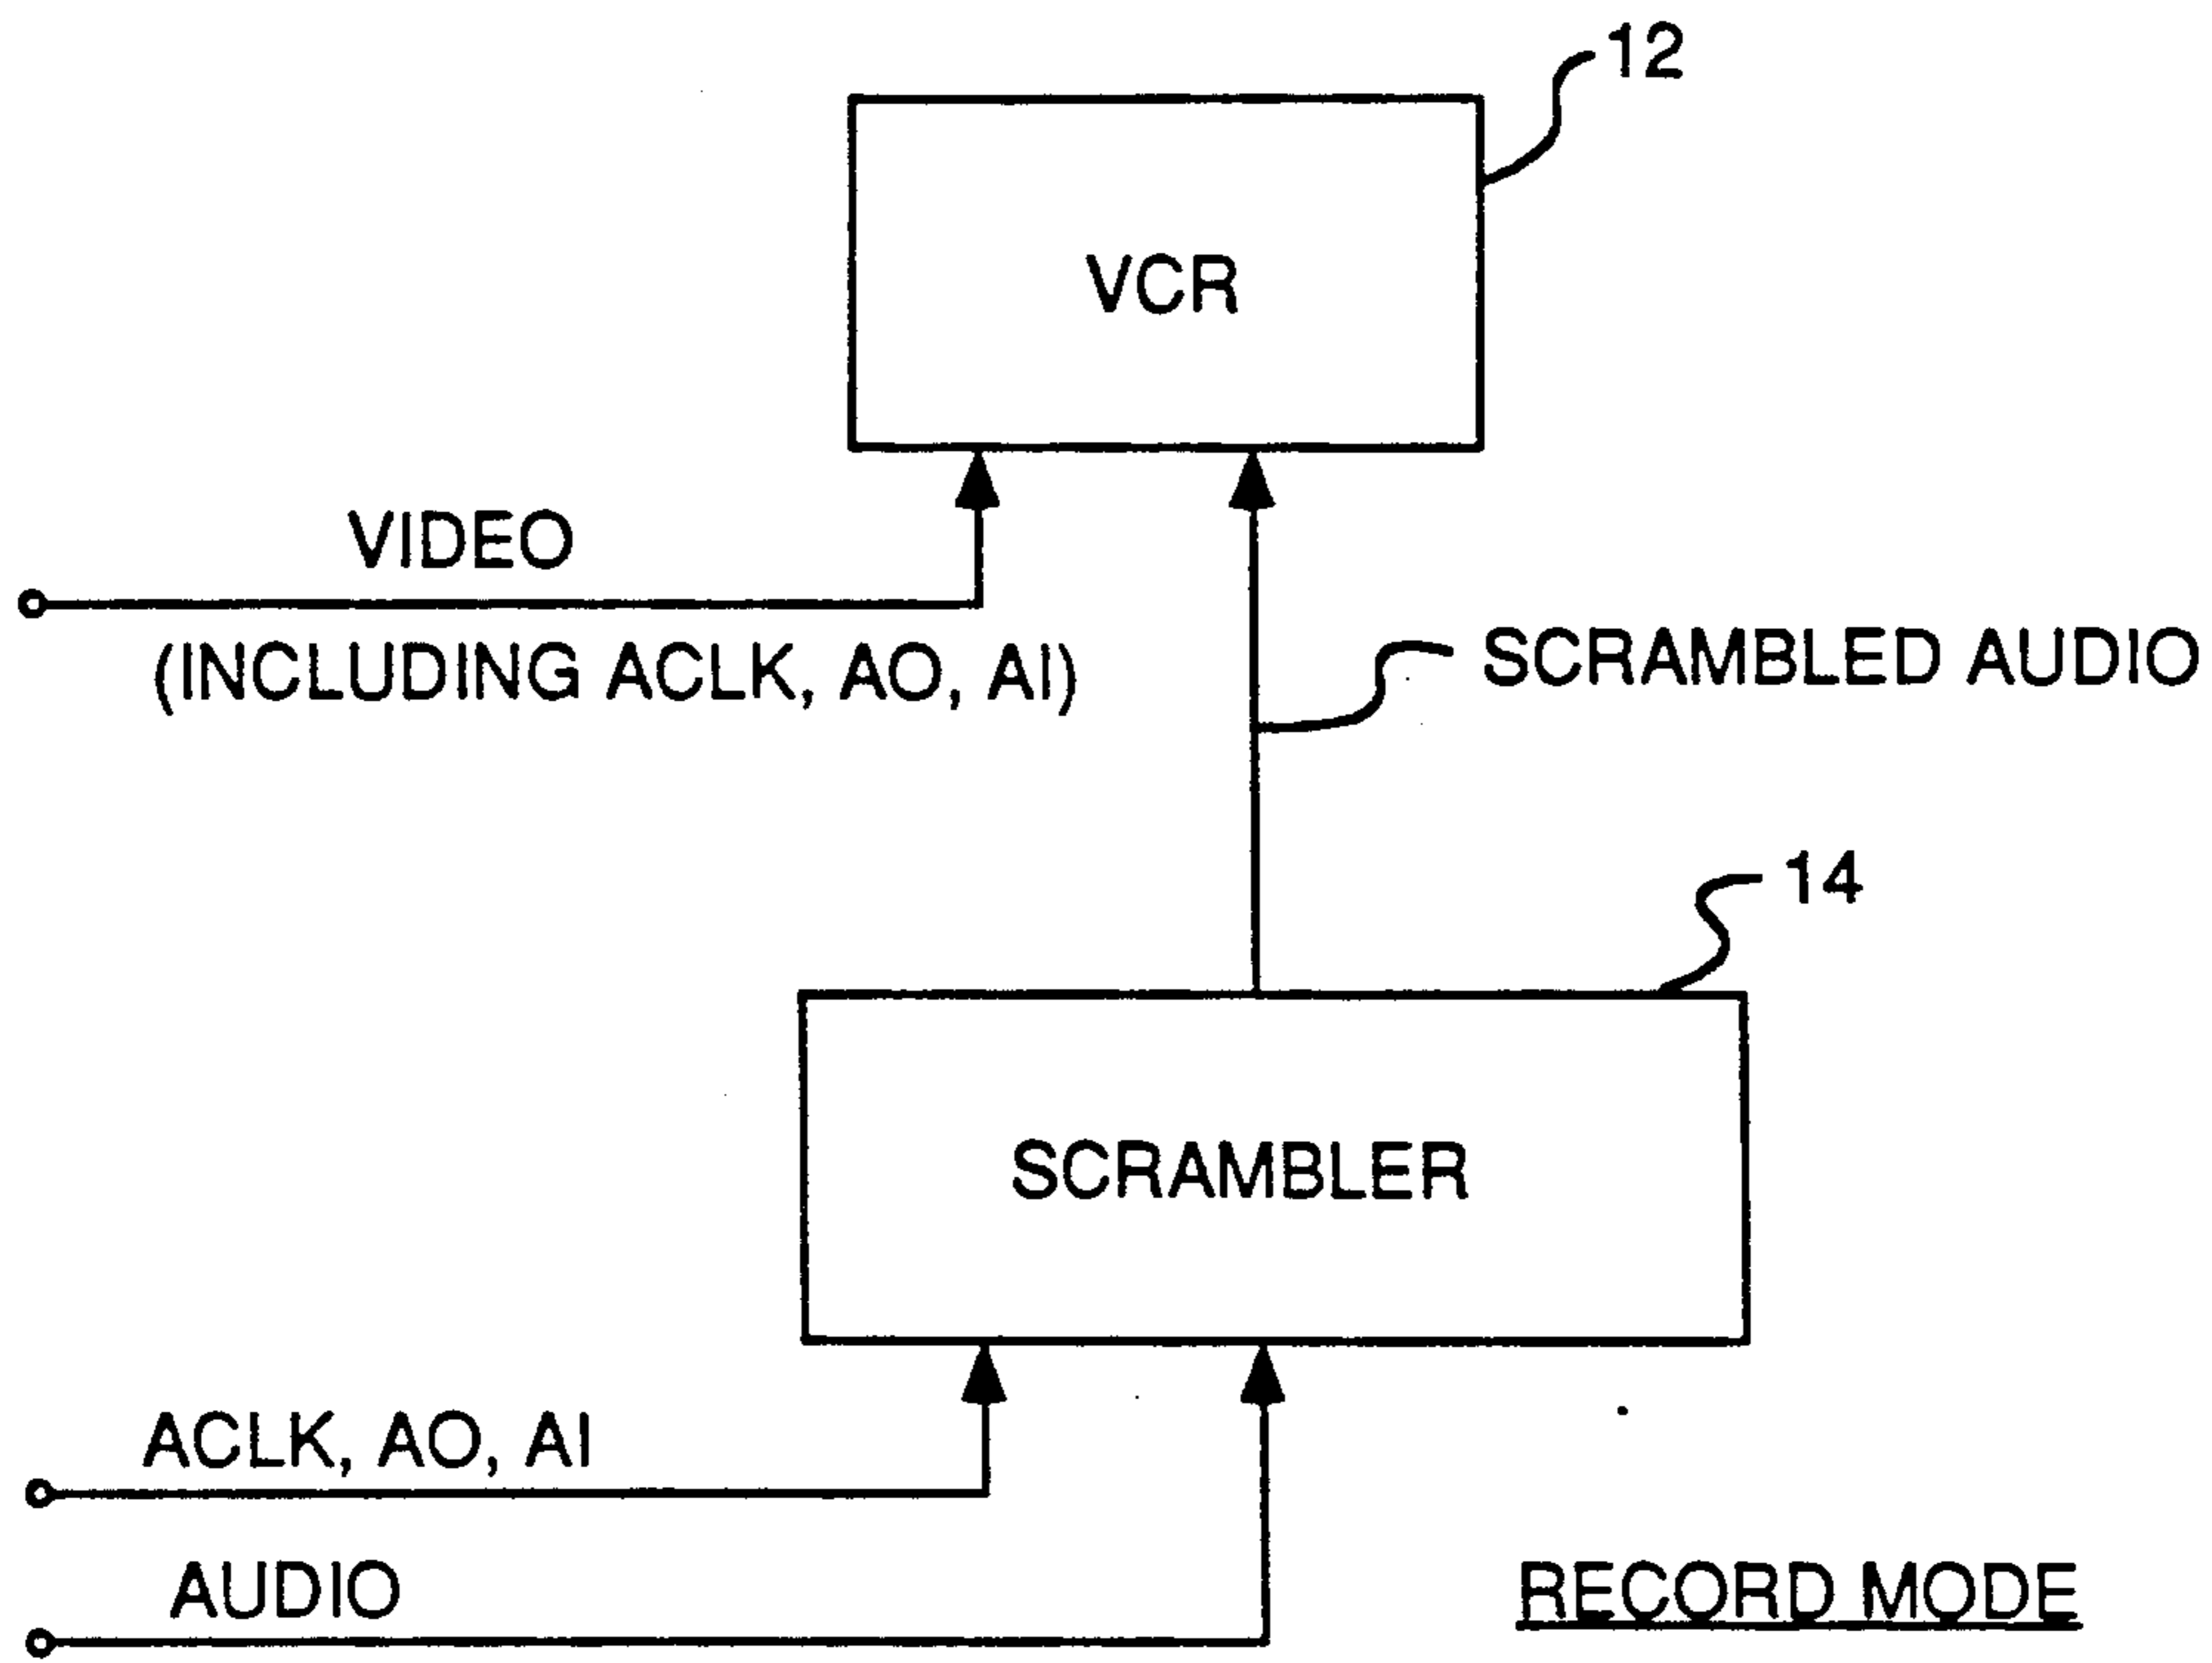 12
VCR
VIDEO
(INCLUDING ACLK, AO, AI)
SCRAMBLED AUDIO
14
SCRAMBLER
ACLK, AO, AI
AUDIO
RECORD MODE